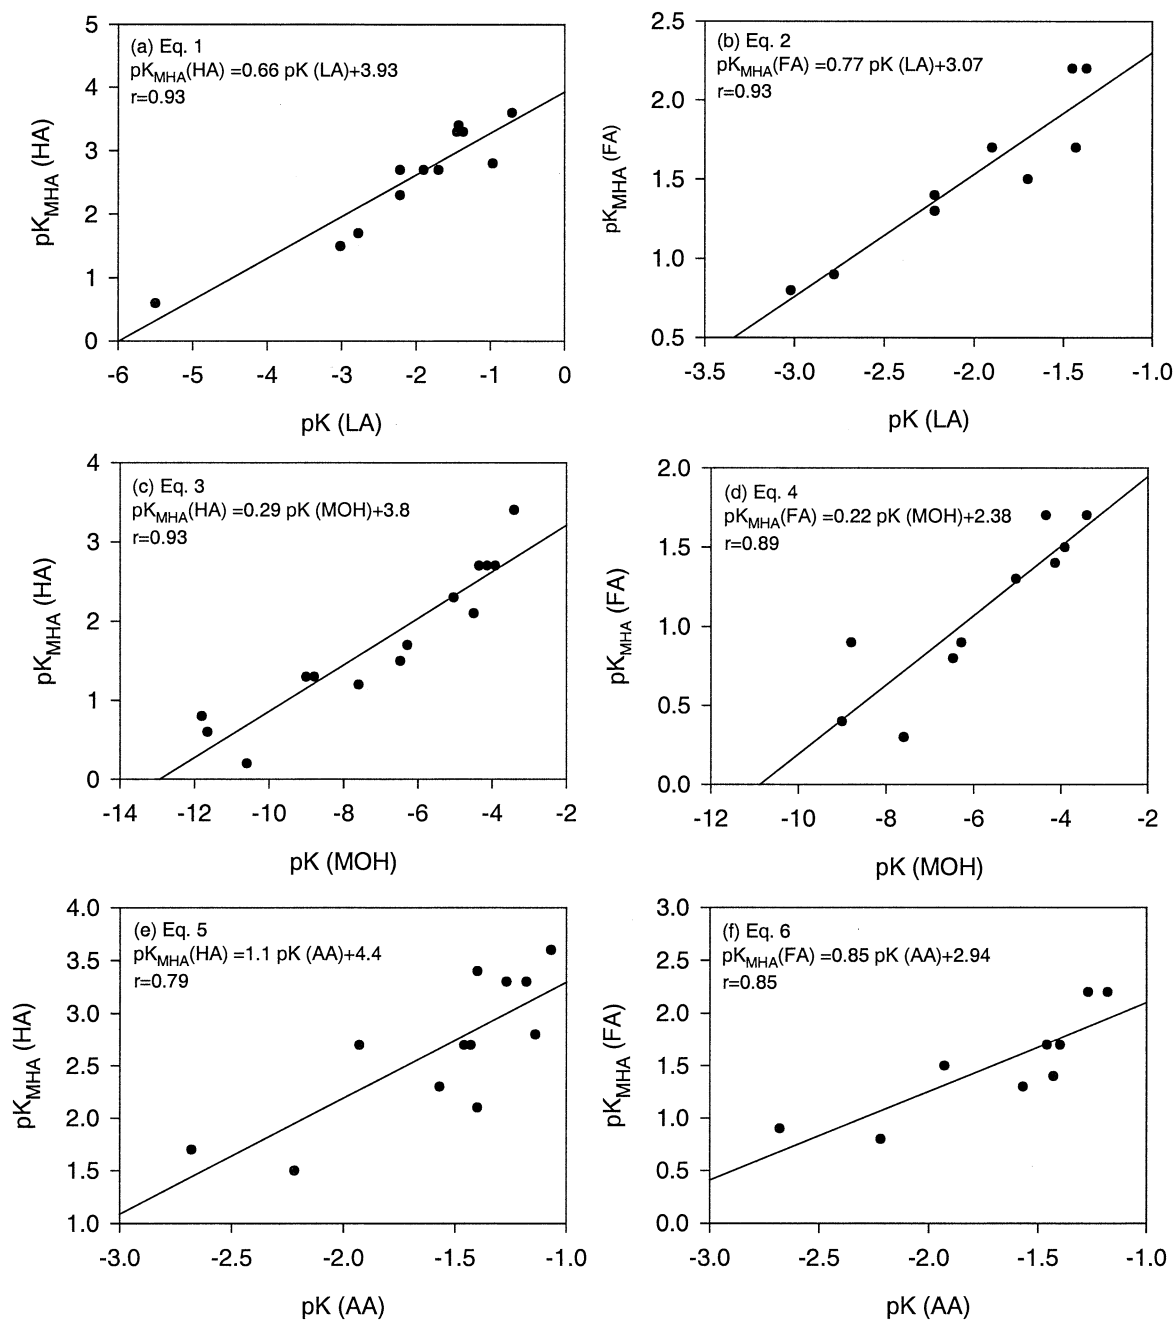 (a) Eq. 1
pKMHA(HA) =0.66 pK (LA)+3.93
r=0.93
5
4
3
2
1
0
pKMHA (HA)
-6 -5 -4 -3 -2 -1 0
pK (LA)
(b) Eq. 2
pKMHA(FA) =0.77 pK (LA)+3.07
r=0.93
2.5
2.0
1.5
1.0
0.5
pKMHA (FA)
-3.5 -3.0 -2.5 -2.0 -1.5 -1.0
pK (LA)
(c) Eq. 3
pKMHA(HA) =0.29 pK (MOH)+3.8
r=0.93
4
3
2
1
0
pKMHA (HA)
-14 -12 -10 -8 -6 -4 -2
pK (MOH)
(d) Eq. 4
pKMHA(FA) =0.22 pK (MOH)+2.38
r=0.89
2.0
1.5
1.0
0.5
0.0
pKMHA (FA)
-12 -10 -8 -6 -4 -2
pK (MOH)
(e) Eq. 5
pKMHA(HA) =1.1 pK (AA)+4.4
r=0.79
4.0
3.5
3.0
2.5
2.0
1.5
1.0
pKMHA (HA)
-3.0 -2.5 -2.0 -1.5 -1.0
pK (AA)
(f) Eq. 6
pKMHA(FA) =0.85 pK (AA)+2.94
r=0.85
3.0
2.5
2.0
1.5
1.0
0.5
0.0
pKMHA (FA)
-3.0 -2.5 -2.0 -1.5 -1.0
pK (AA)